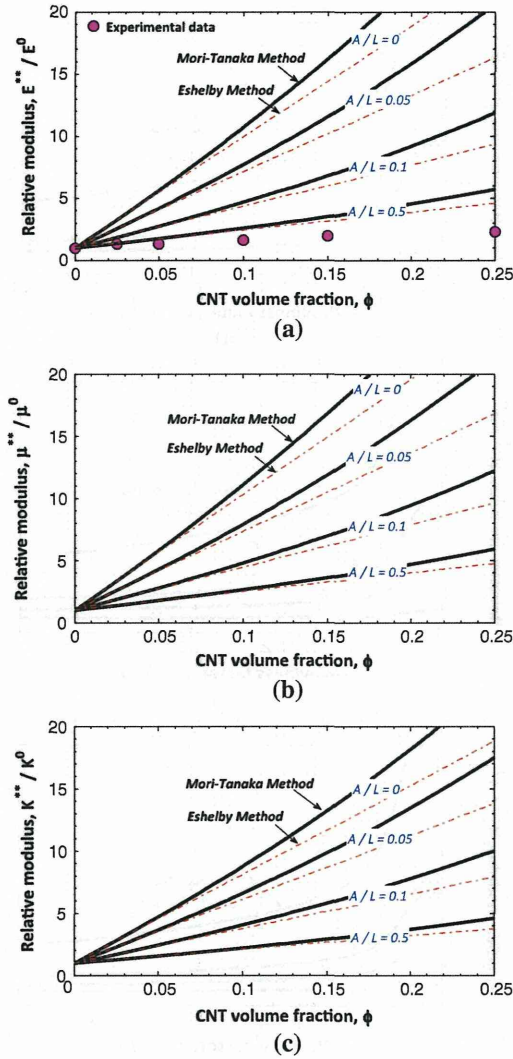 20
15
10
5
0
Relative modulus, E** / E⁰
Experimental data
Mori-Tanaka Method
Eshelby Method
A / L = 0
A / L = 0.05
A / L = 0.1
A / L = 0.5
0 0.05 0.1 0.15 0.2 0.25
CNT volume fraction, ϕ
(a)
20
15
10
5
0
Relative modulus, μ** / μ⁰
Mori-Tanaka Method
Eshelby Method
A / L = 0
A / L = 0.05
A / L = 0.1
A / L = 0.5
0 0.05 0.1 0.15 0.2 0.25
CNT volume fraction, ϕ
(b)
20
15
10
5
0
Relative modulus, K** / K⁰
Mori-Tanaka Method
Eshelby Method
A / L = 0
A / L = 0.05
A / L = 0.1
A / L = 0.5
0 0.05 0.1 0.15 0.2 0.25
CNT volume fraction, ϕ
(c)